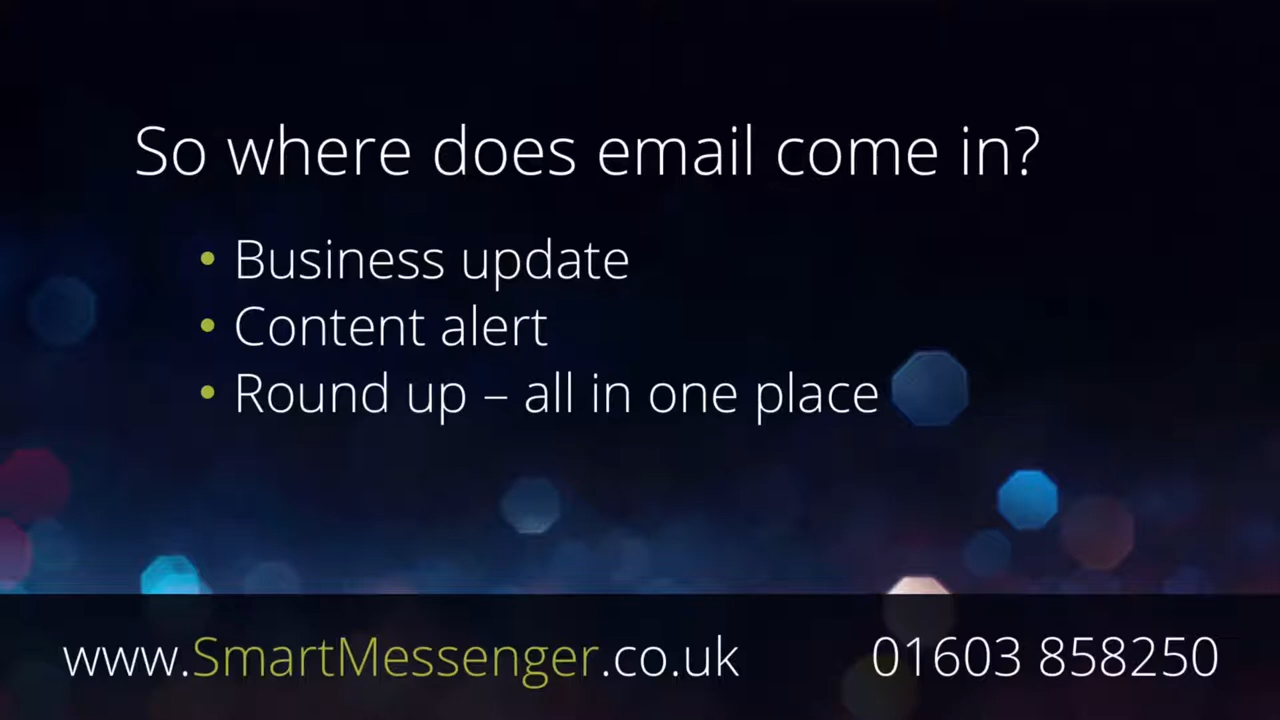 So where does email come in?
• Business update
• Content alert
• Round up – all in one place
www.SmartMessenger.co.uk 01603 858250